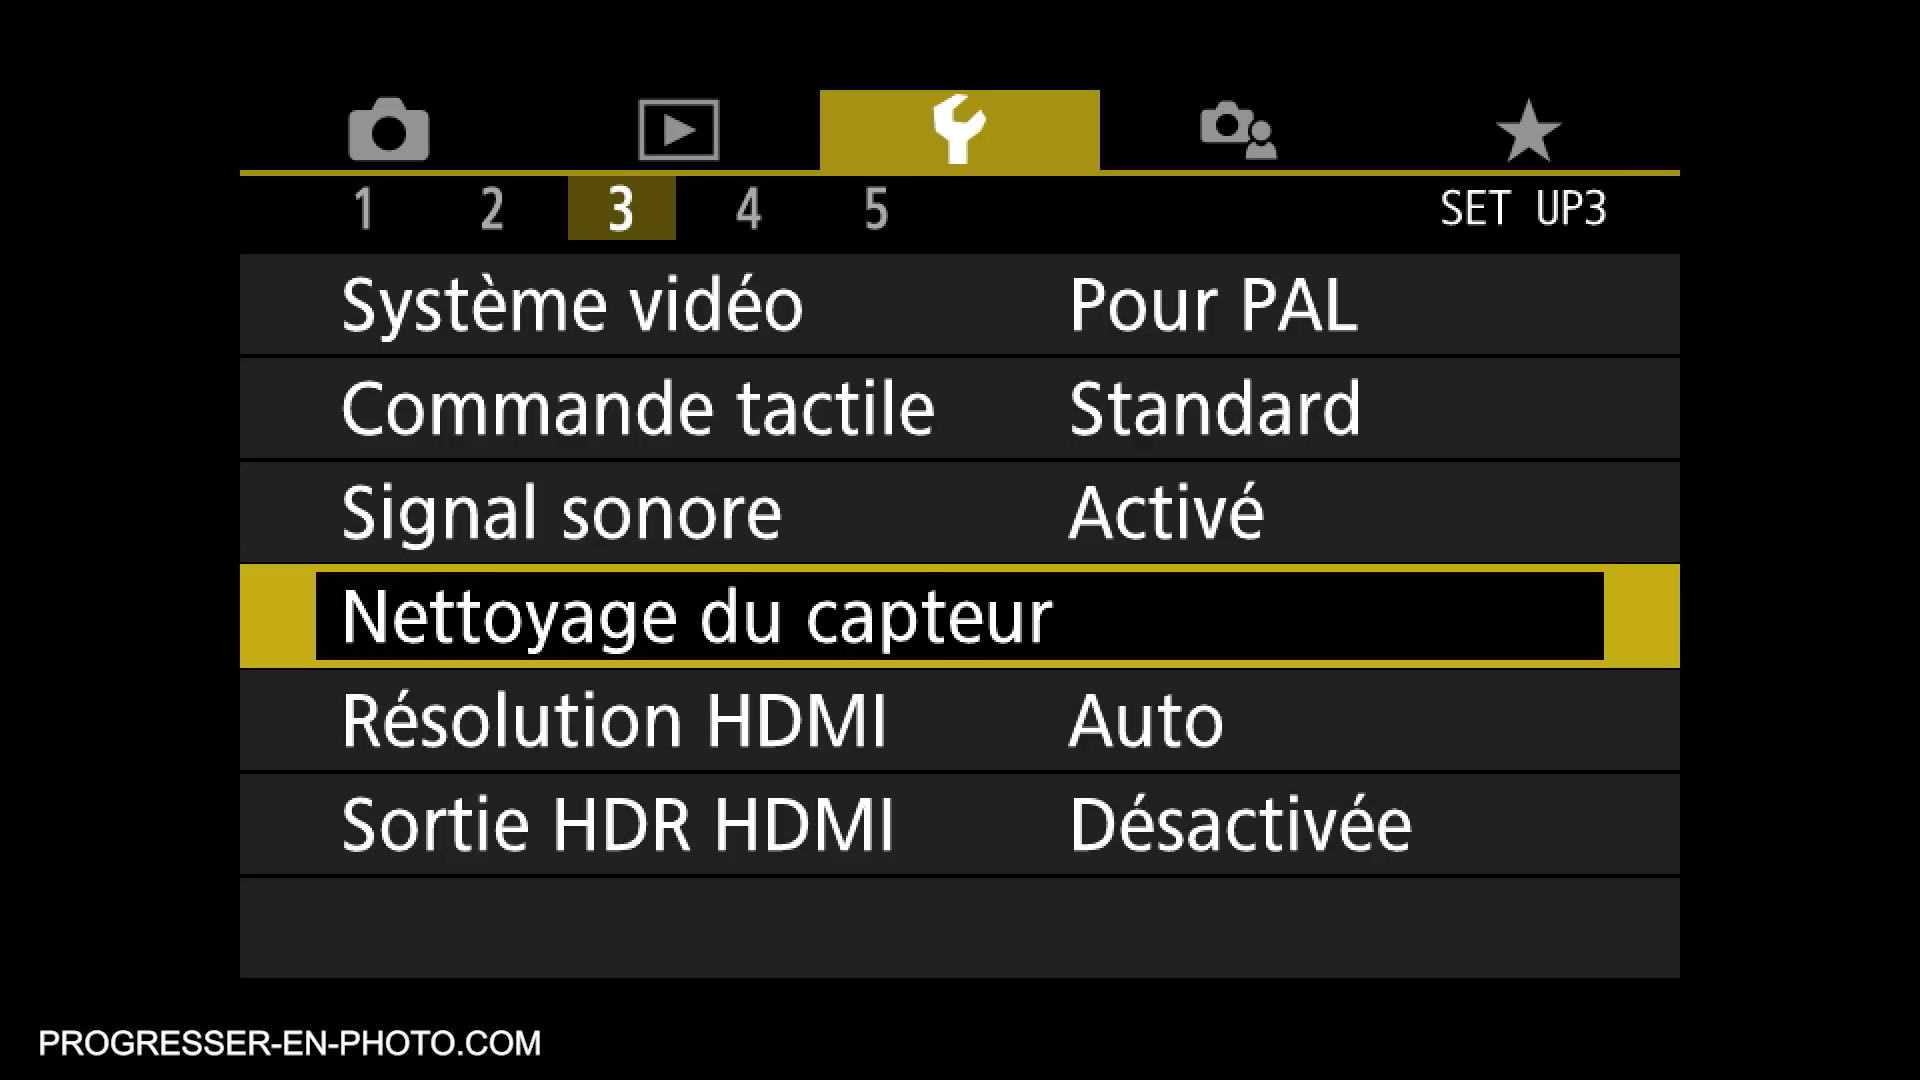 1 2 3 4 5 SET UP3
Système vidéo Pour PAL
Commande tactile Standard
Signal sonore Activé
Nettoyage du capteur
Résolution HDMI Auto
Sortie HDR HDMI Désactivée
PROGRESSER-EN-PHOTO.COM